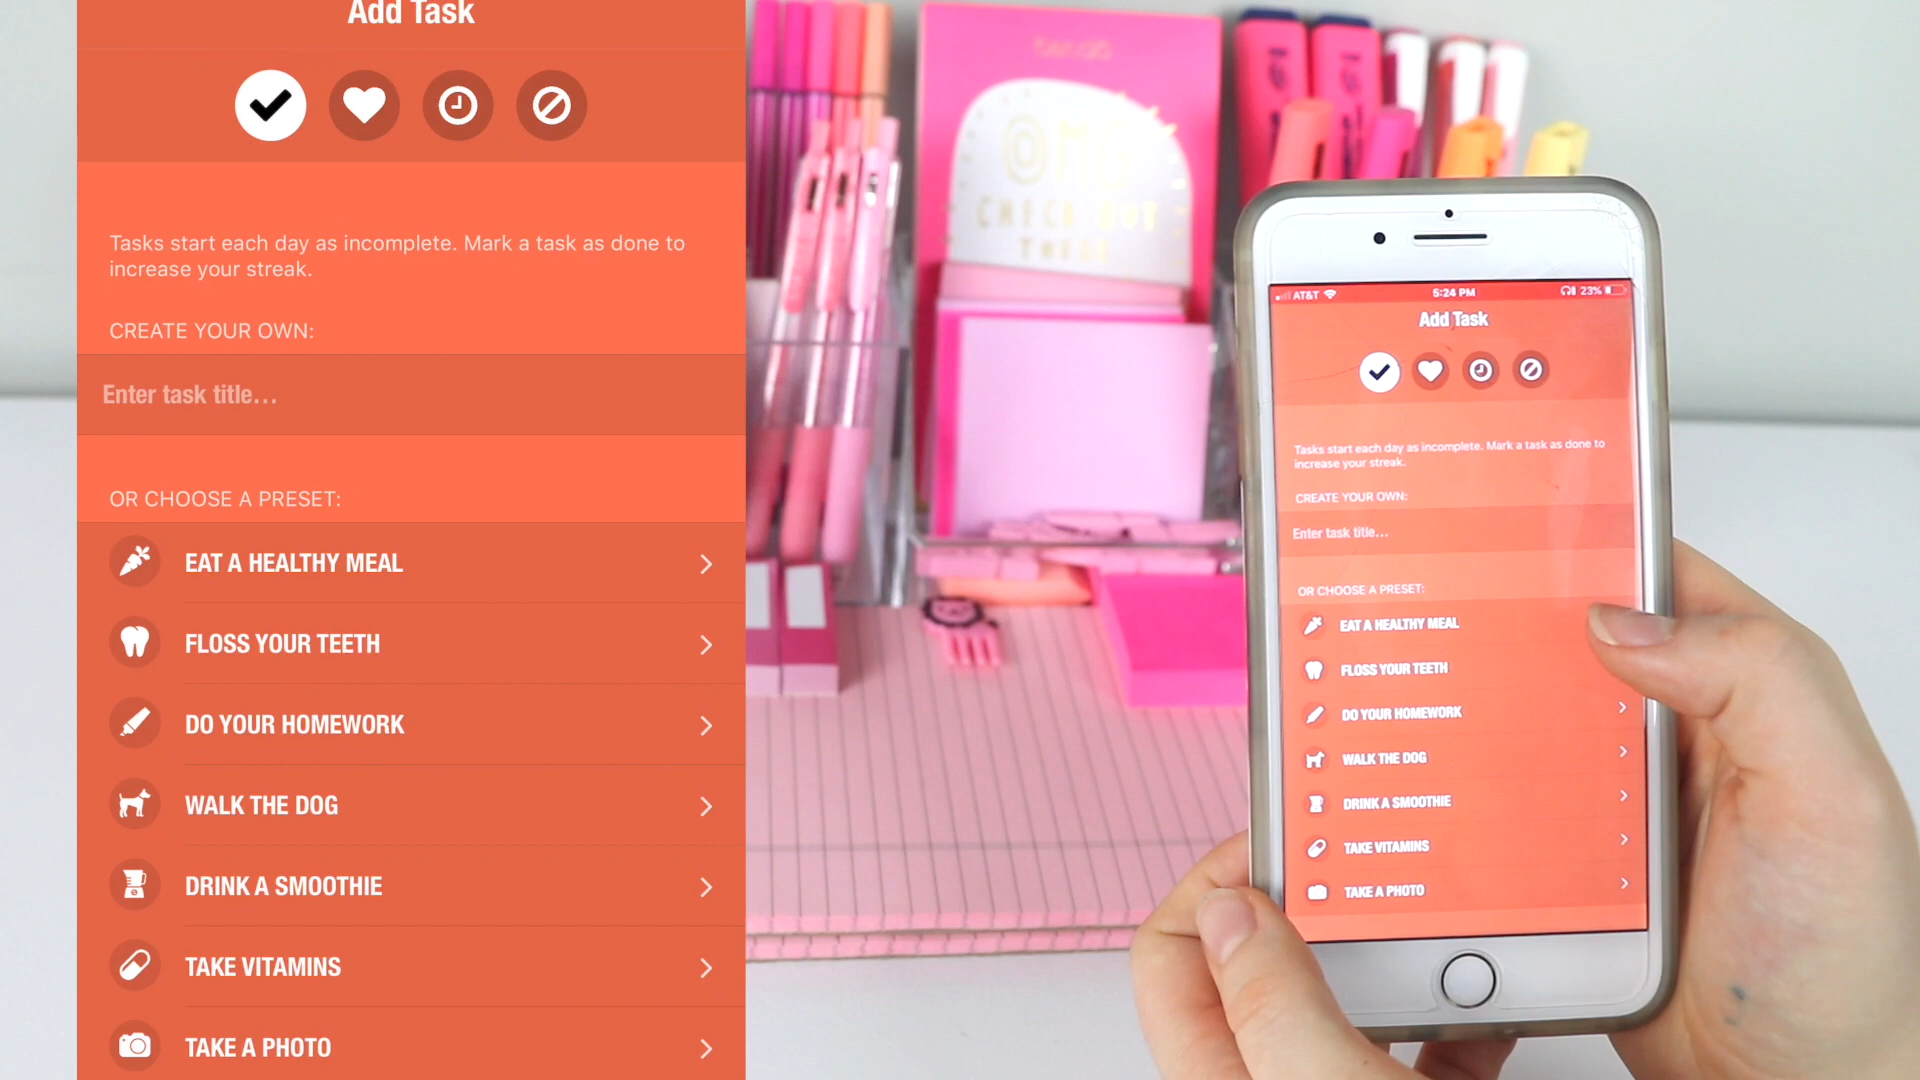 Add Task
Tasks start each day as incomplete. Mark a task as done to
increase your streak.
CREATE YOUR OWN:
Enter task title...
OR CHOOSE A PRESET:
EAT A HEALTHY MEAL
FLOSS YOUR TEETH
DO YOUR HOMEWORK
WALK THE DOG
DRINK A SMOOTHIE
TAKE VITAMINS
TAKE A PHOTO
OMG
CHECK OUT
THESE
AT&T 5:24 PM 23%
Add Task
Tasks start each day as incomplete. Mark a task as done to
increase your streak.
CREATE YOUR OWN:
Enter task title...
OR CHOOSE A PRESET:
EAT A HEALTHY MEAL
FLOSS YOUR TEETH
DO YOUR HOMEWORK
WALK THE DOG
DRINK A SMOOTHIE
TAKE VITAMINS
TAKE A PHOTO